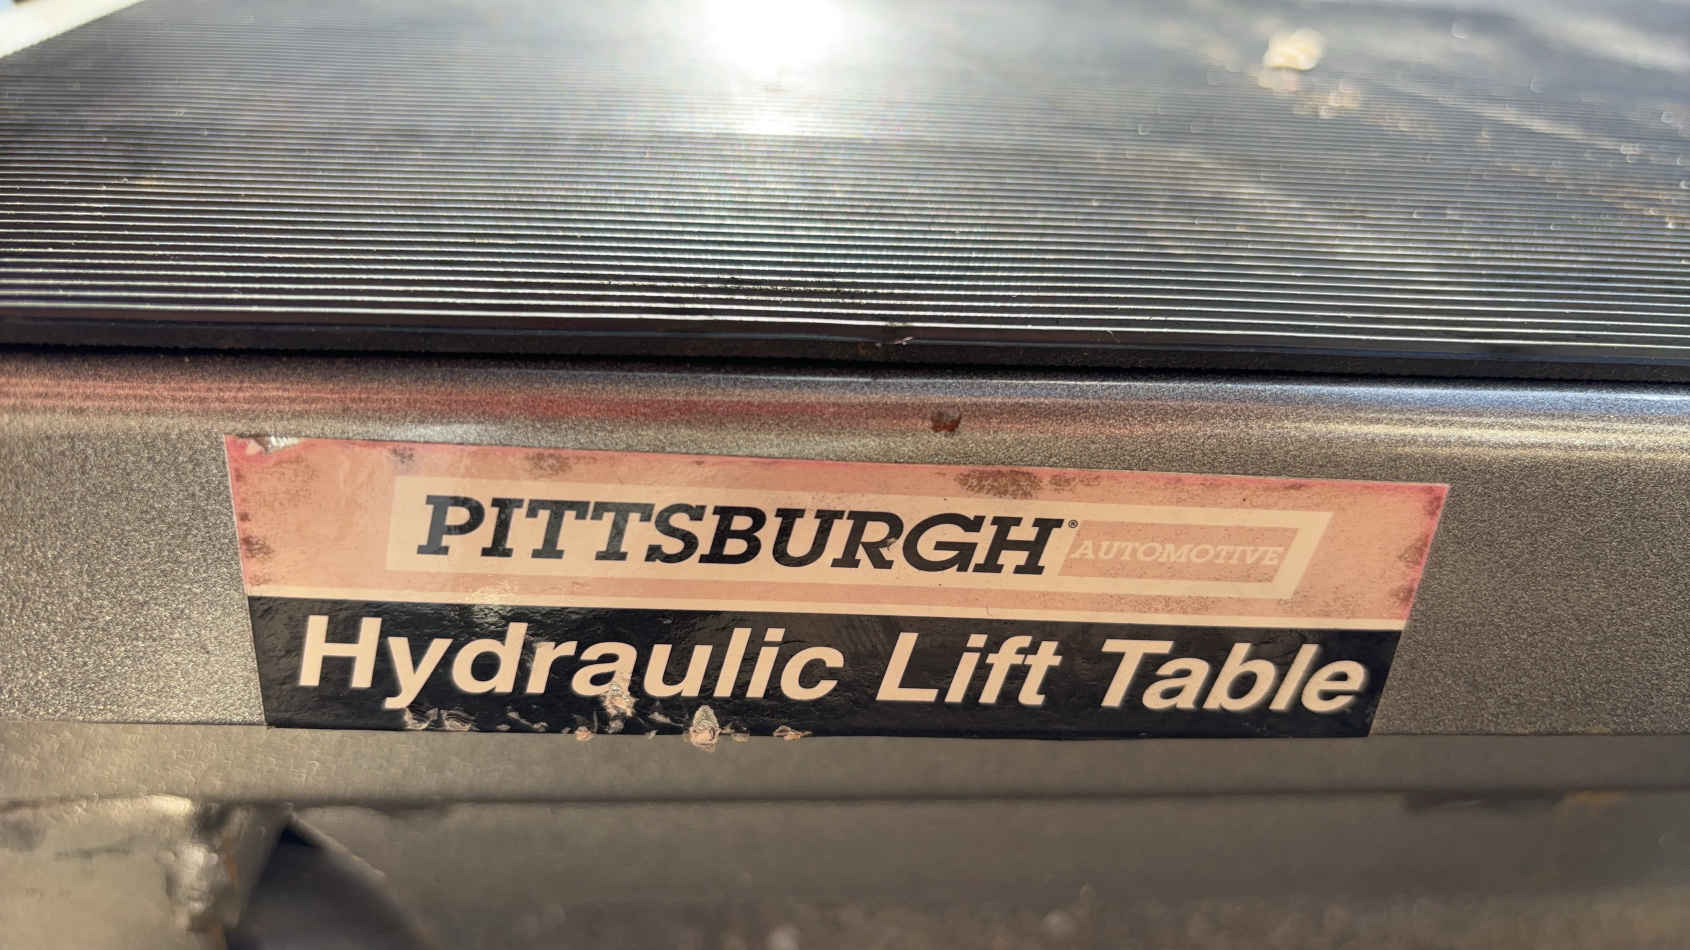 PITTSBURGH® AUTOMOTIVE
Hydraulic Lift Table